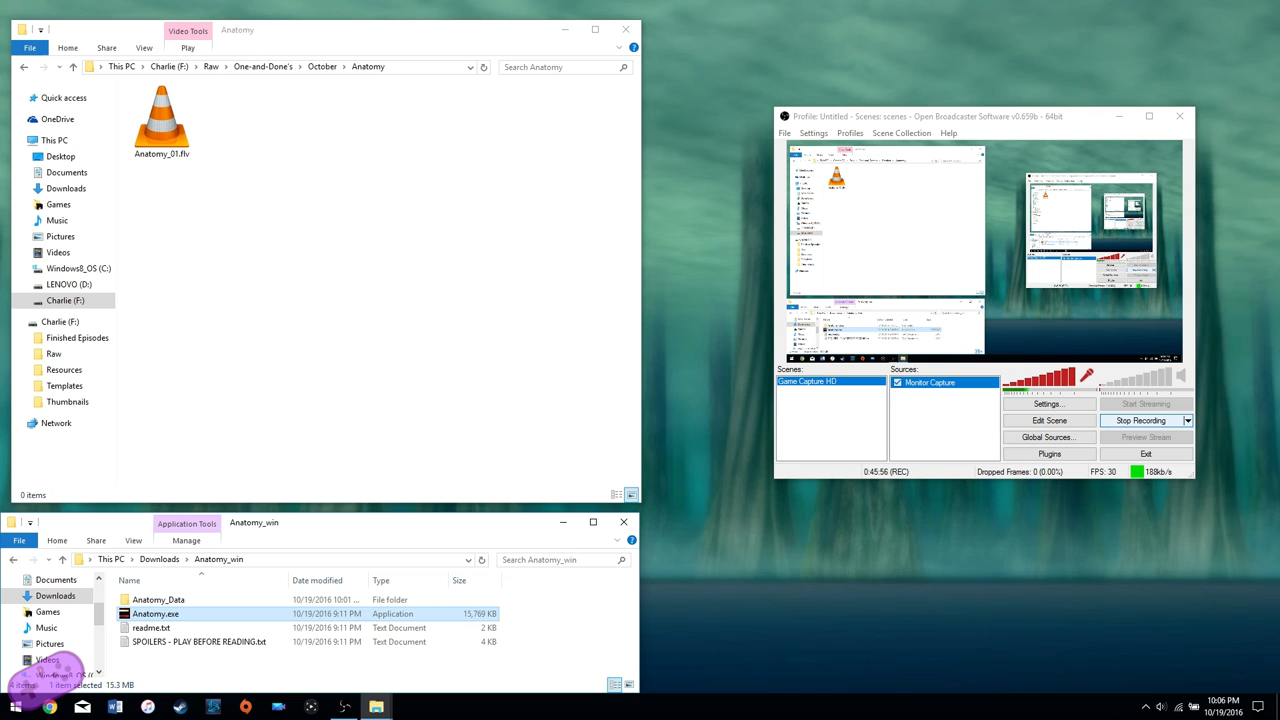 Video Tools
Anatomy
File Home Share View Play
This PC Charlie (F:) Raw One-and-Done's October Anatomy
Search Anatomy
Quick access
OneDrive
This PC
Desktop
Documents
Downloads
Games
Music
Pictures
Videos
Windows8_OS (C
LENOVO (D:)
Charlie (F:)
Charlie (F:)
Finished Episodes
Raw
Resources
Templates
Thumbnails
Network
Anatomy_01.flv
0 items
Application Tools
Anatomy_win
File Home Share View Manage
This PC Downloads Anatomy_win
Search Anatomy_win
Documents
Downloads
Games
Music
Pictures
Videos
Name Date modified Type Size
Anatomy_Data 10/19/2016 10:01 ... File folder
Anatomy.exe 10/19/2016 9:11 PM Application 15,769 KB
readme.txt 10/19/2016 9:11 PM Text Document 2 KB
SPOILERS - PLAY BEFORE READING.txt 10/19/2016 9:11 PM Text Document 4 KB
4 items 1 item selected 15.3 MB
Profile: Untitled - Scenes: scenes - Open Broadcaster Software v0.659b - 64bit
File Settings Profiles Scene Collection Help
Scenes:
Game Capture HD
Sources:
Monitor Capture
Settings... Start Streaming
Edit Scene Stop Recording
Global Sources... Preview Stream
Plugins Exit
0:45:56 (REC) Dropped Frames: 0 (0.00%) FPS: 30 188kb/s
10:06 PM
10/19/2016